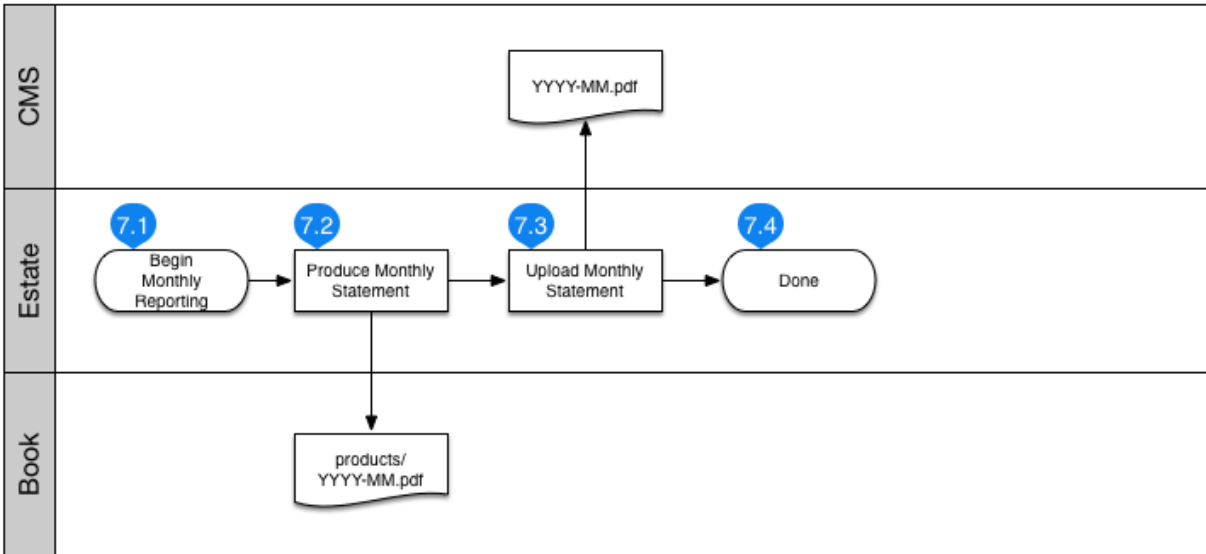 CMS
YYYY-MM.pdf
Estate
7.1
7.2
7.3
7.4
Begin
Monthly
Reporting
Produce Monthly
Statement
Upload Monthly
Statement
Done
Book
products/
YYYY-MM.pdf